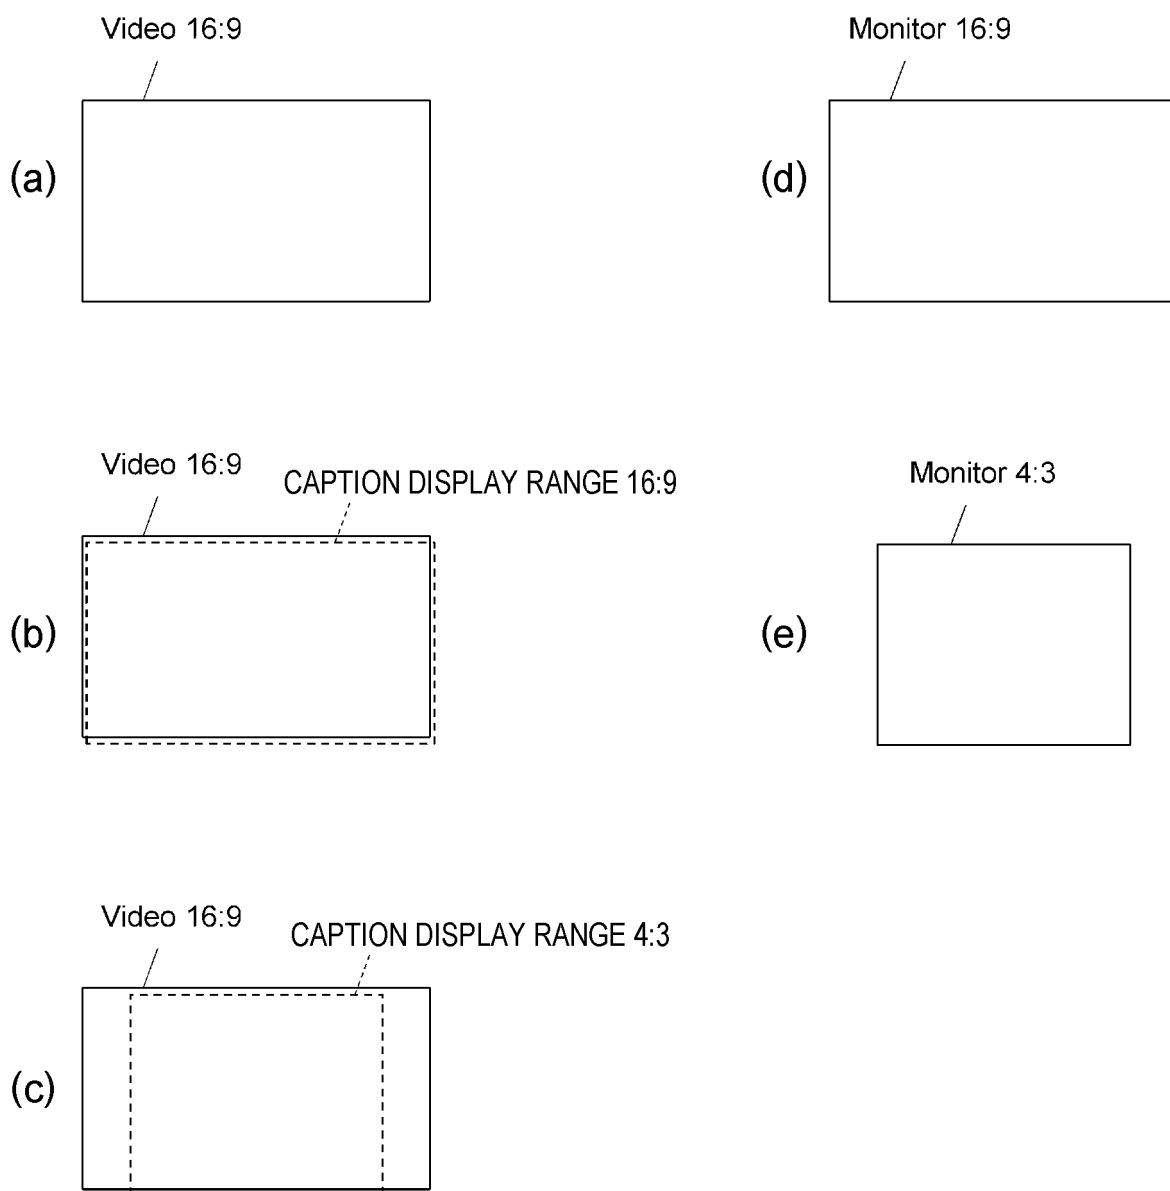 Video 16:9
(a)
Monitor 16:9
(d)
Video 16:9
CAPTION DISPLAY RANGE 16:9
(b)
Monitor 4:3
(e)
Video 16:9
CAPTION DISPLAY RANGE 4:3
(c)